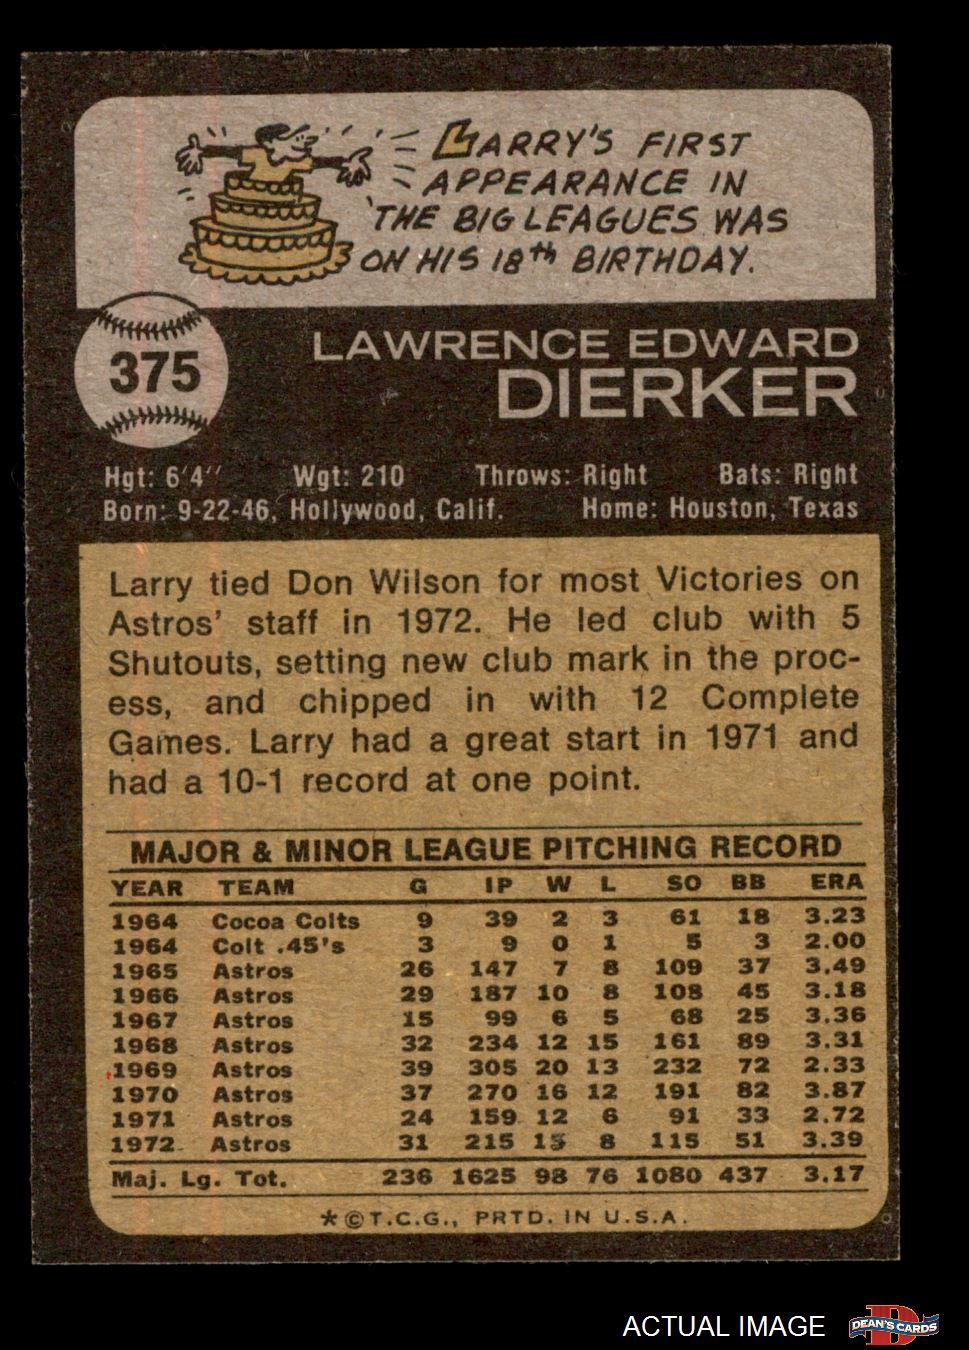 LARRY'S FIRST
APPEARANCE IN
THE BIG LEAGUES WAS
ON HIS 18th BIRTHDAY.
375
LAWRENCE EDWARD
DIERKER
Hgt: 6'4" Wgt: 210 Throws: Right Bats: Right
Born: 9-22-46, Hollywood, Calif. Home: Houston, Texas
Larry tied Don Wilson for most Victories on
Astros' staff in 1972. He led club with 5
Shutouts, setting new club mark in the proc-
ess, and chipped in with 12 Complete
Games. Larry had a great start in 1971 and
had a 10-1 record at one point.
MAJOR & MINOR LEAGUE PITCHING RECORD
YEAR TEAM G IP W L SO BB ERA
1964 Cocoa Colts 9 39 2 3 61 18 3.23
1964 Colt .45's 3 9 0 1 5 3 2.00
1965 Astros 26 147 7 8 109 37 3.49
1966 Astros 29 187 10 8 108 45 3.18
1967 Astros 15 99 6 5 68 25 3.36
1968 Astros 32 234 12 15 161 89 3.31
1969 Astros 39 305 20 13 232 72 2.33
1970 Astros 37 270 16 12 191 82 3.87
1971 Astros 24 159 12 6 91 33 2.72
1972 Astros 31 215 15 8 115 51 3.39
Maj. Lg. Tot. 236 1625 98 76 1080 437 3.17
*©T.C.G., PRTD. IN U.S.A.
ACTUAL IMAGE
D
DEAN'S CARDS